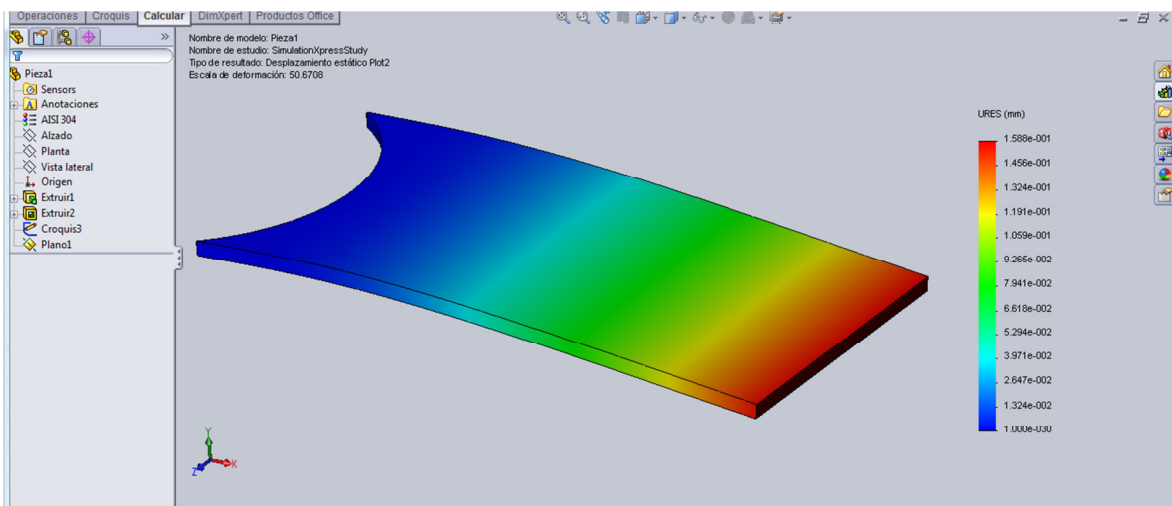 Operaciones Croquis Calcular DimXpert Productos Office
Nombre de modelo: Pieza1
Nombre de estudio: SimulationXpressStudy
Tipo de resultado: Desplazamiento estático Plot2
Escala de deformación: 50.6708
Pieza1
Sensors
Anotaciones
AISI 304
Alzado
Planta
Vista lateral
Origen
Extruir1
Extruir2
Croquis3
Plano1
URES (mm)
1.588e-001
1.456e-001
1.324e-001
1.191e-001
1.059e-001
9.266e-002
7.941e-002
6.618e-002
5.294e-002
3.971e-002
2.647e-002
1.324e-002
1.000e-030
Y
Z
X